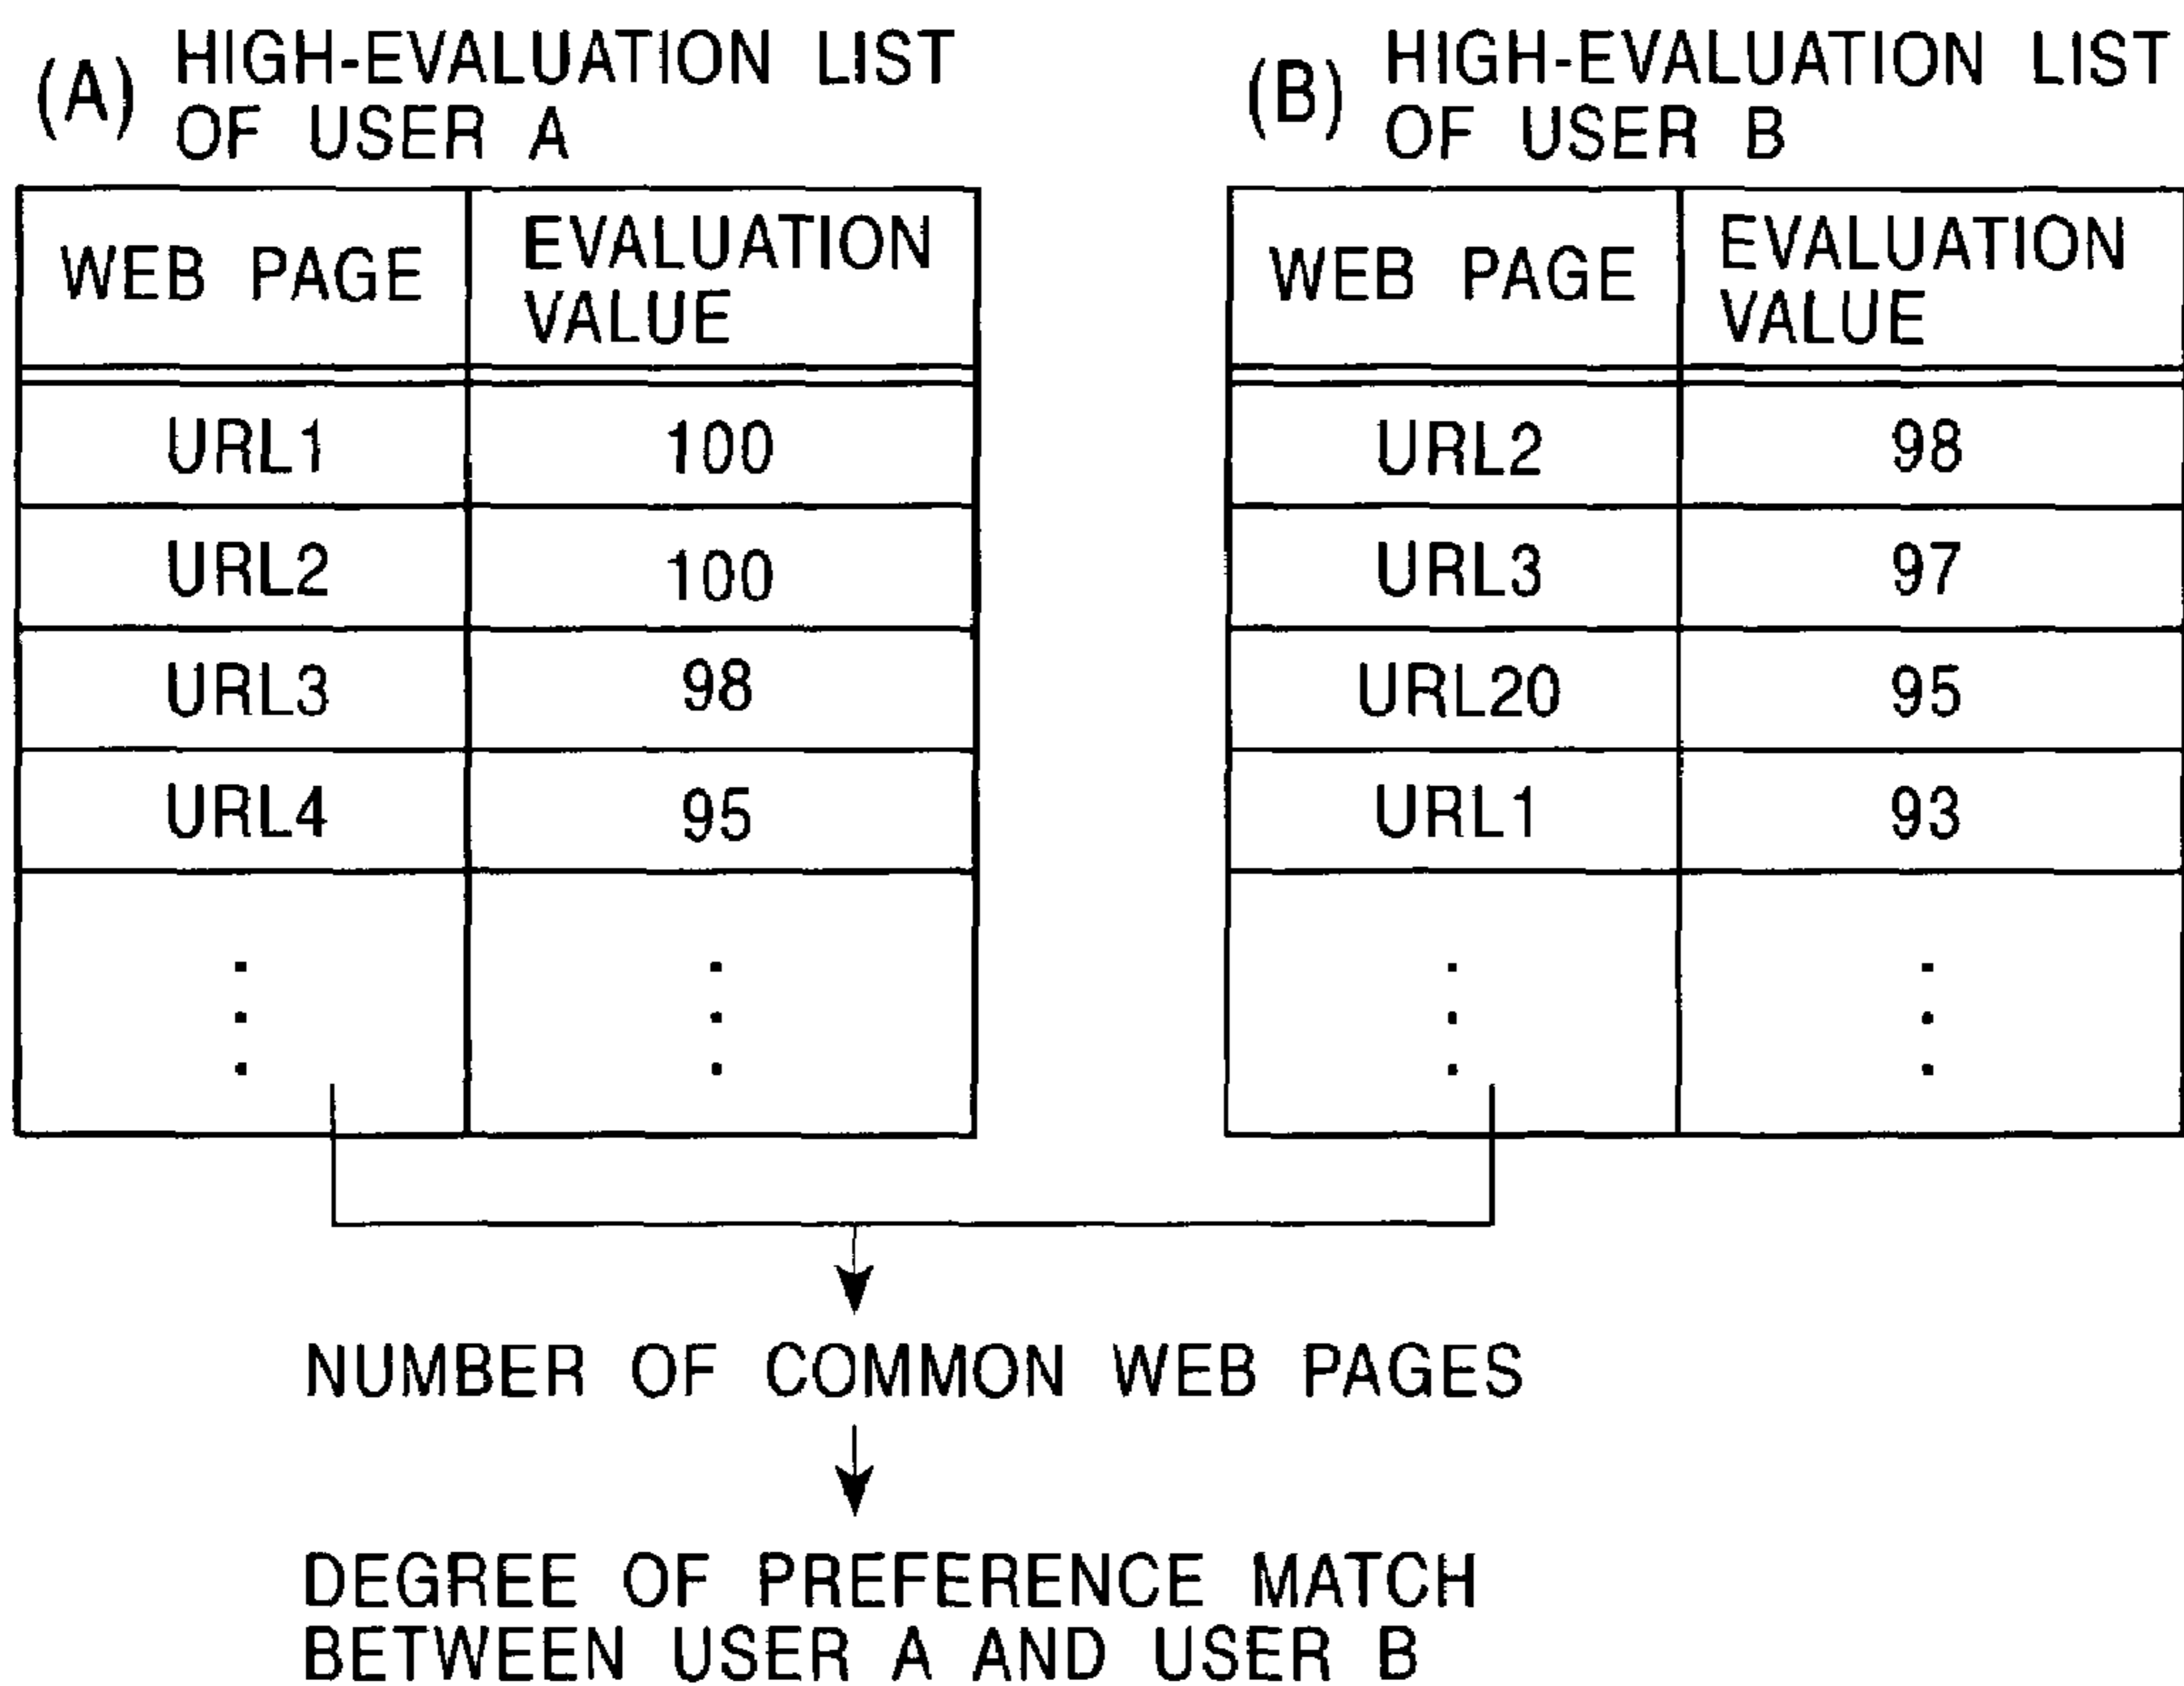 (A) HIGH-EVALUATION LIST
OF USER A
WEB PAGE EVALUATION
VALUE
URL1 100
URL2 100
URL3 98
URL4 95
(B) HIGH-EVALUATION LIST
OF USER B
WEB PAGE EVALUATION
VALUE
URL2 98
URL3 97
URL20 95
URL1 93
NUMBER OF COMMON WEB PAGES
DEGREE OF PREFERENCE MATCH
BETWEEN USER A AND USER B